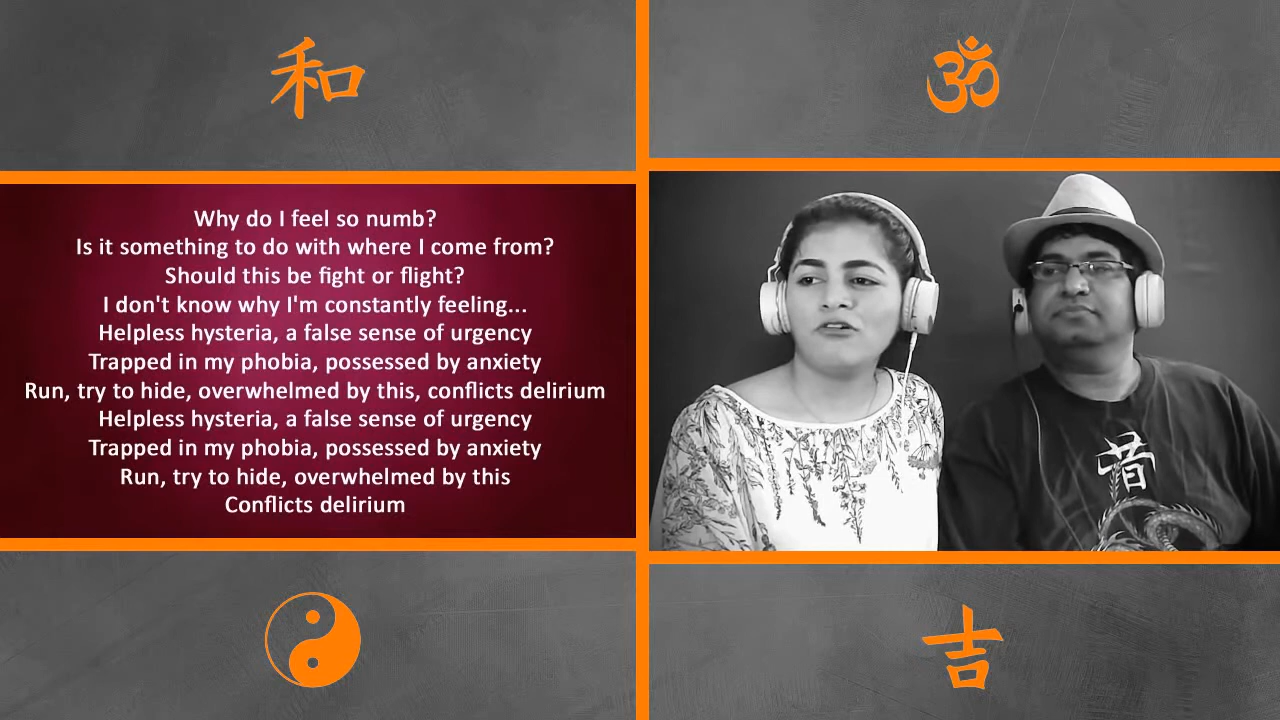 和
ॐ
Why do I feel so numb?
Is it something to do with where I come from?
Should this be fight or flight?
I don't know why I'm constantly feeling...
Helpless hysteria, a false sense of urgency
Trapped in my phobia, possessed by anxiety
Run, try to hide, overwhelmed by this, conflicts delirium
Helpless hysteria, a false sense of urgency
Trapped in my phobia, possessed by anxiety
Run, try to hide, overwhelmed by this
Conflicts delirium
昔
吉